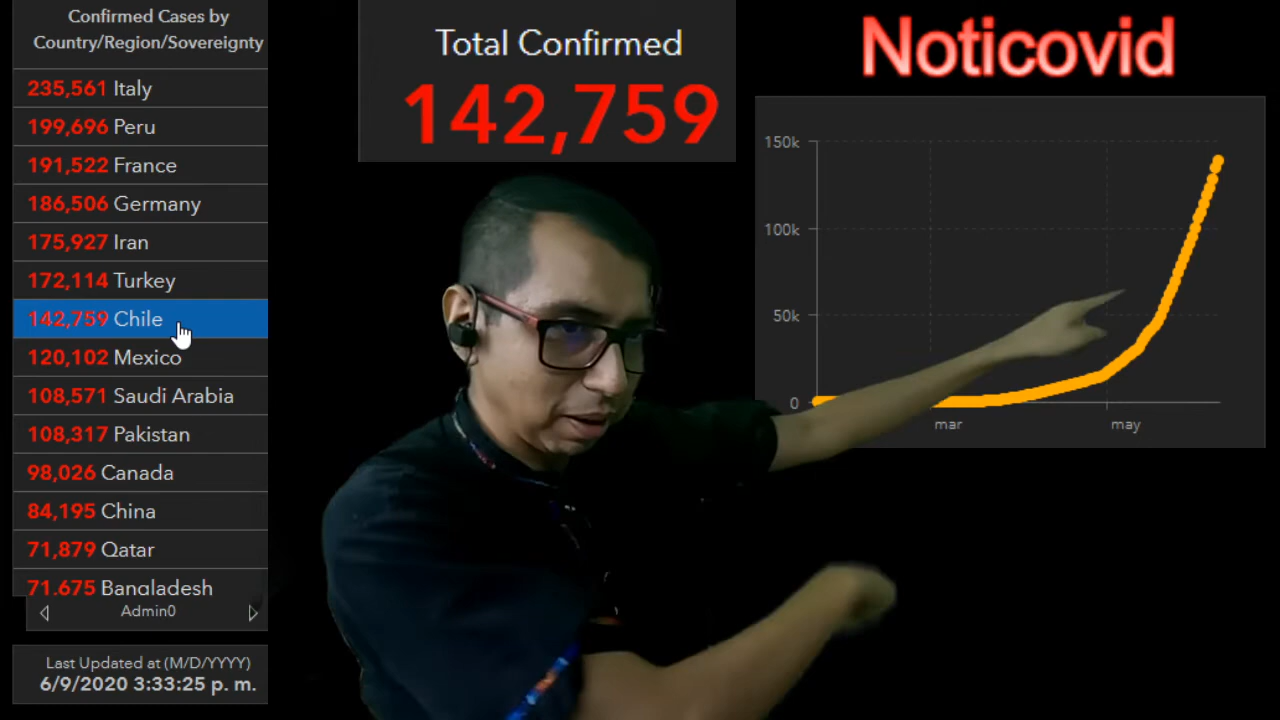 Confirmed Cases by
Country/Region/Sovereignty
235,561 Italy
199,696 Peru
191,522 France
186,506 Germany
175,927 Iran
172,114 Turkey
142,759 Chile
120,102 Mexico
108,571 Saudi Arabia
108,317 Pakistan
98,026 Canada
84,195 China
71,879 Qatar
71,675 Bangladesh
Admin0
Last Updated at (M/D/YYYY)
6/9/2020 3:33:25 p. m.
Total Confirmed
142,759
Noticovid
150k
100k
50k
0
mar
may